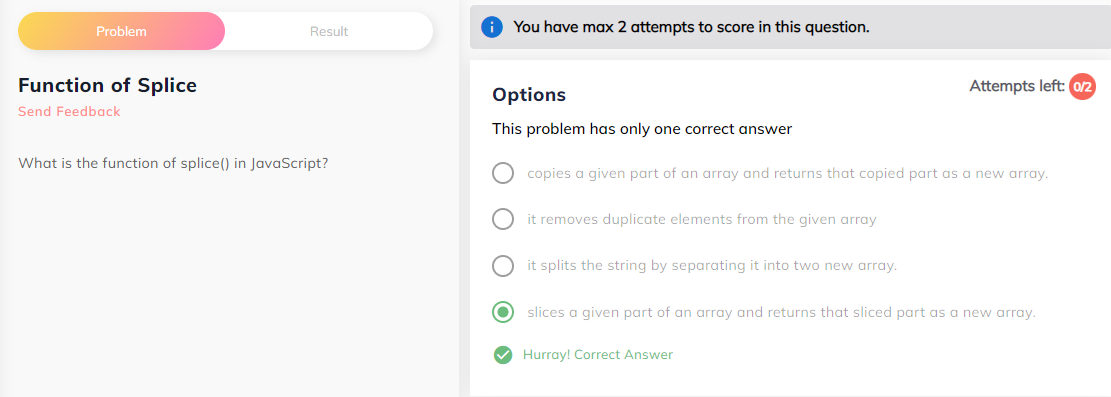 Problem
Result
Function of Splice
Send Feedback
What is the function of splice() in JavaScript?
You have max 2 attempts to score in this question.
Options
Attempts left: 0/2
This problem has only one correct answer
copies a given part of an array and returns that copied part as a new array.
it removes duplicate elements from the given array
it splits the string by separating it into two new array.
slices a given part of an array and returns that sliced part as a new array.
Hurray! Correct Answer